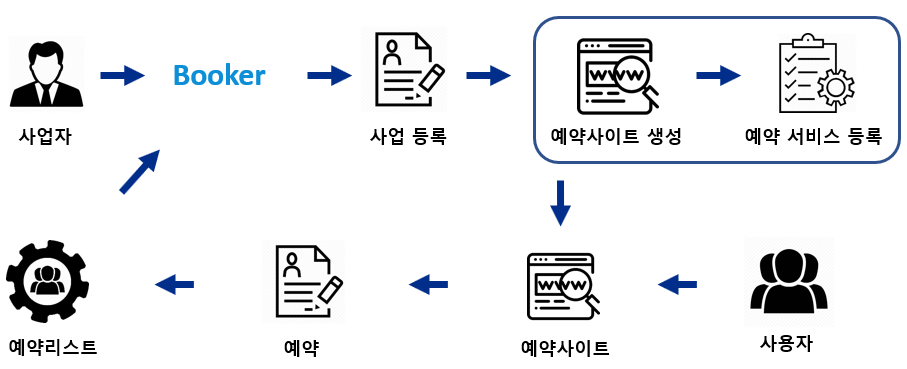 Booker
www
사업자
사업 등록
예약사이트 생성
예약 서비스 등록
www
예약리스트
예약
예약사이트
사용자